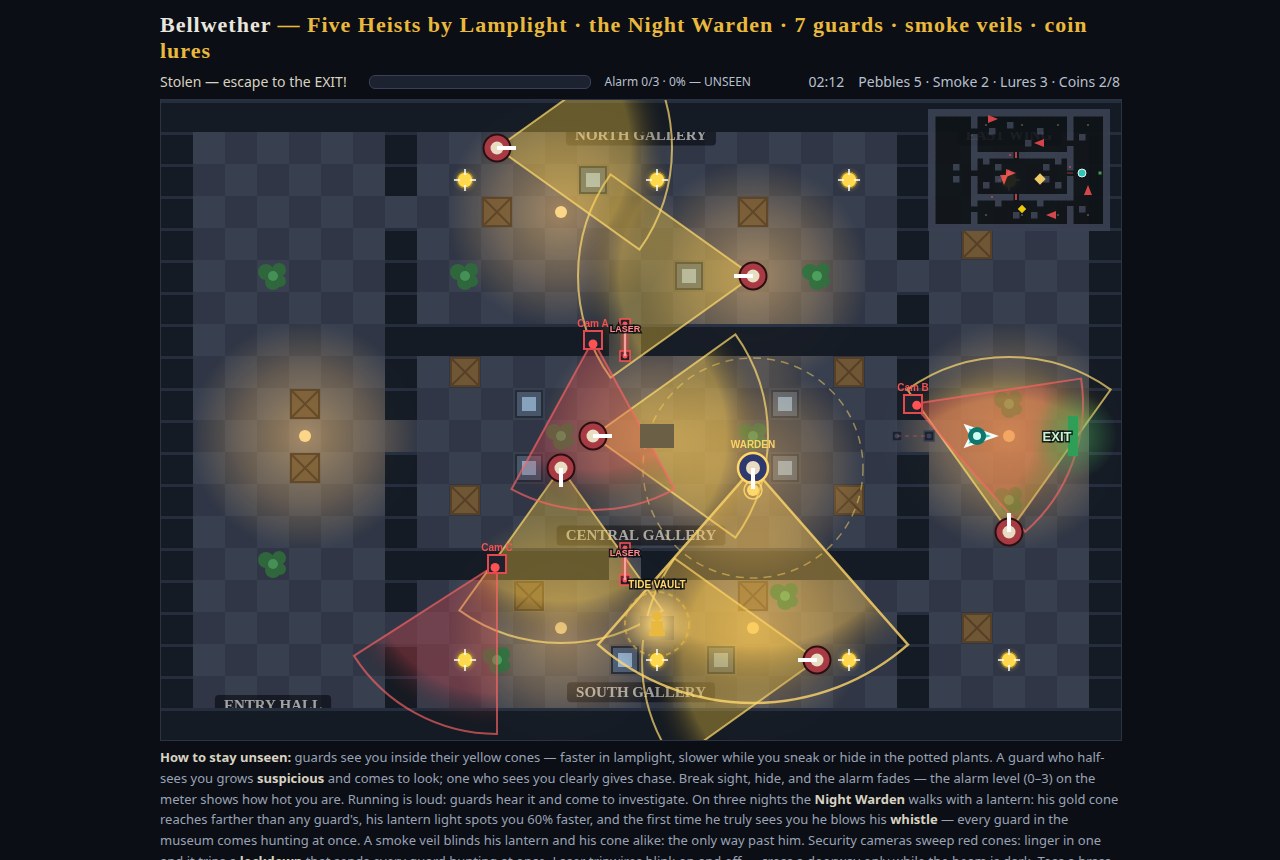 Bellwether — Five Heists by Lamplight · the Night Warden · 7 guards · smoke veils · coin
lures
Stolen — escape to the EXIT! Alarm 0/3 · 0% — UNSEEN 02:12 Pebbles 5 · Smoke 2 · Lures 3 · Coins 2/8
NORTH GALLERY
Cam A
LASER
Cam B
EXIT
WARDEN
CENTRAL GALLERY
LASER
TIDE VAULT
SOUTH GALLERY
ENTRY HALL
How to stay unseen: guards see you inside their yellow cones — faster in lamplight, slower while you sneak or hide in the potted plants. A guard who half-
sees you grows suspicious and comes to look; one who sees you clearly gives chase. Break sight, hide, and the alarm fades — the alarm level (0–3) on the
meter shows how hot you are. Running is loud: guards hear it and come to investigate. On three nights the Night Warden walks with a lantern: his gold cone
reaches farther than any guard's, his lantern light spots you 60% faster, and the first time he truly sees you he blows his whistle — every guard in the
museum comes hunting at once. A smoke veil blinds his lantern and his cone alike: the only way past him. Security cameras sweep red cones: linger in one